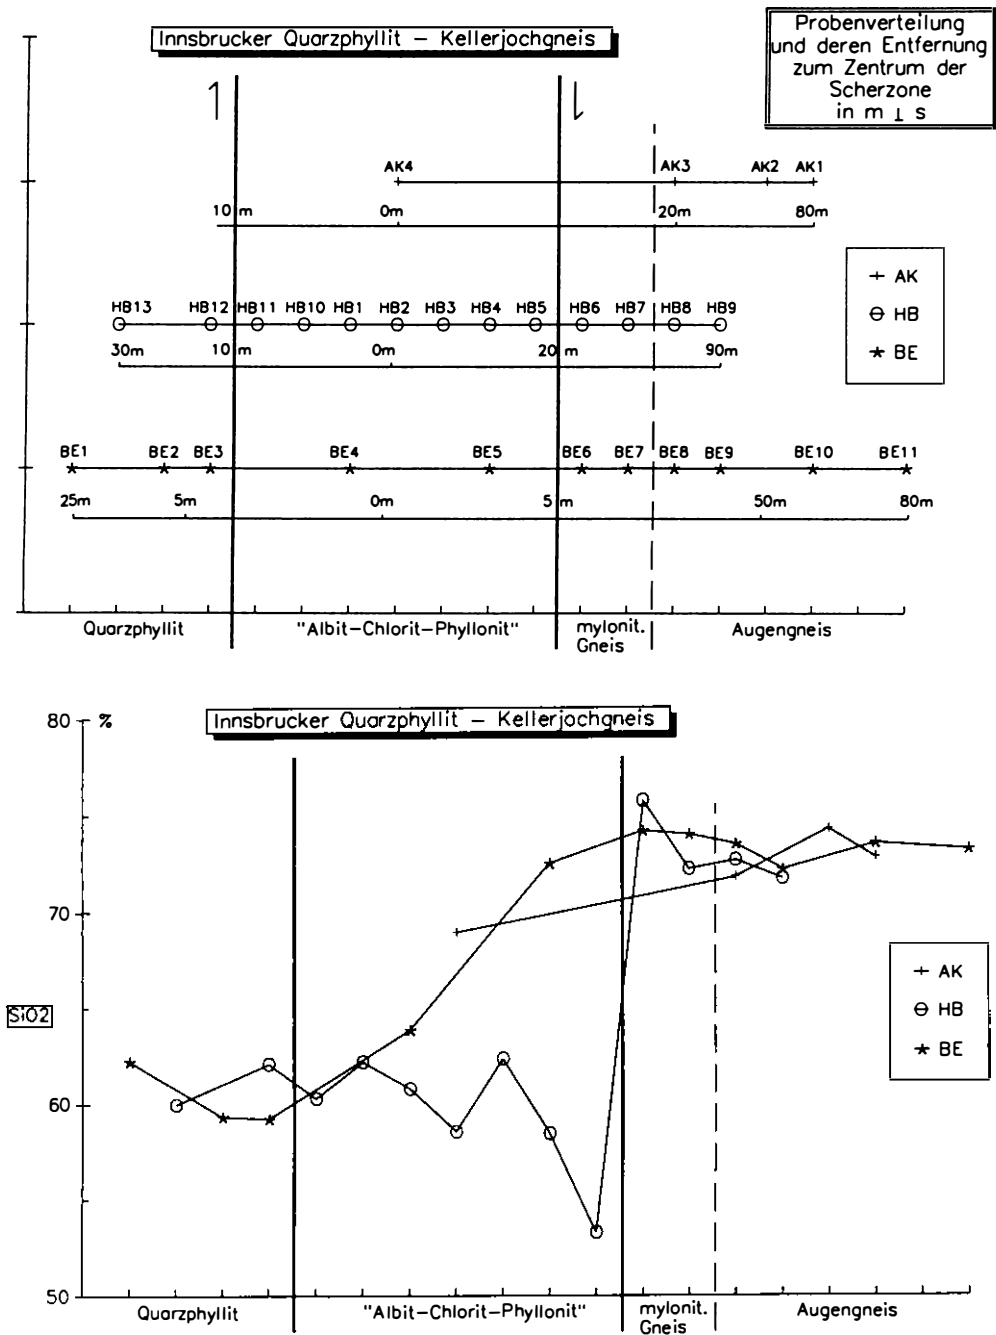 Innsbrucker Quarzphyllit – Kellerjochgneis
Probenverteilung
und deren Entfernung
zum Zentrum der
Scherzone
in m ⊥ s
AK4 AK3 AK2 AK1
10 m 0m 20m 80m
AK
HB
BE
HB13 HB12 HB11 HB10 HB1 HB2 HB3 HB4 HB5 HB6 HB7 HB8 HB9
30m 10 m 0m 20 m 90m
BE1 BE2 BE3 BE4 BE5 BE6 BE7 BE8 BE9 BE10 BE11
25m 5m 0m 5 m 50m 80m
Quarzphyllit "Albit–Chlorit–Phyllonit" mylonit. Augengneis
Gneis
80 %
Innsbrucker Quarzphyllit – Kellerjochgneis
70
SiO2
AK
HB
BE
60
50
Quarzphyllit "Albit–Chlorit–Phyllonit" mylonit. Augengneis
Gneis